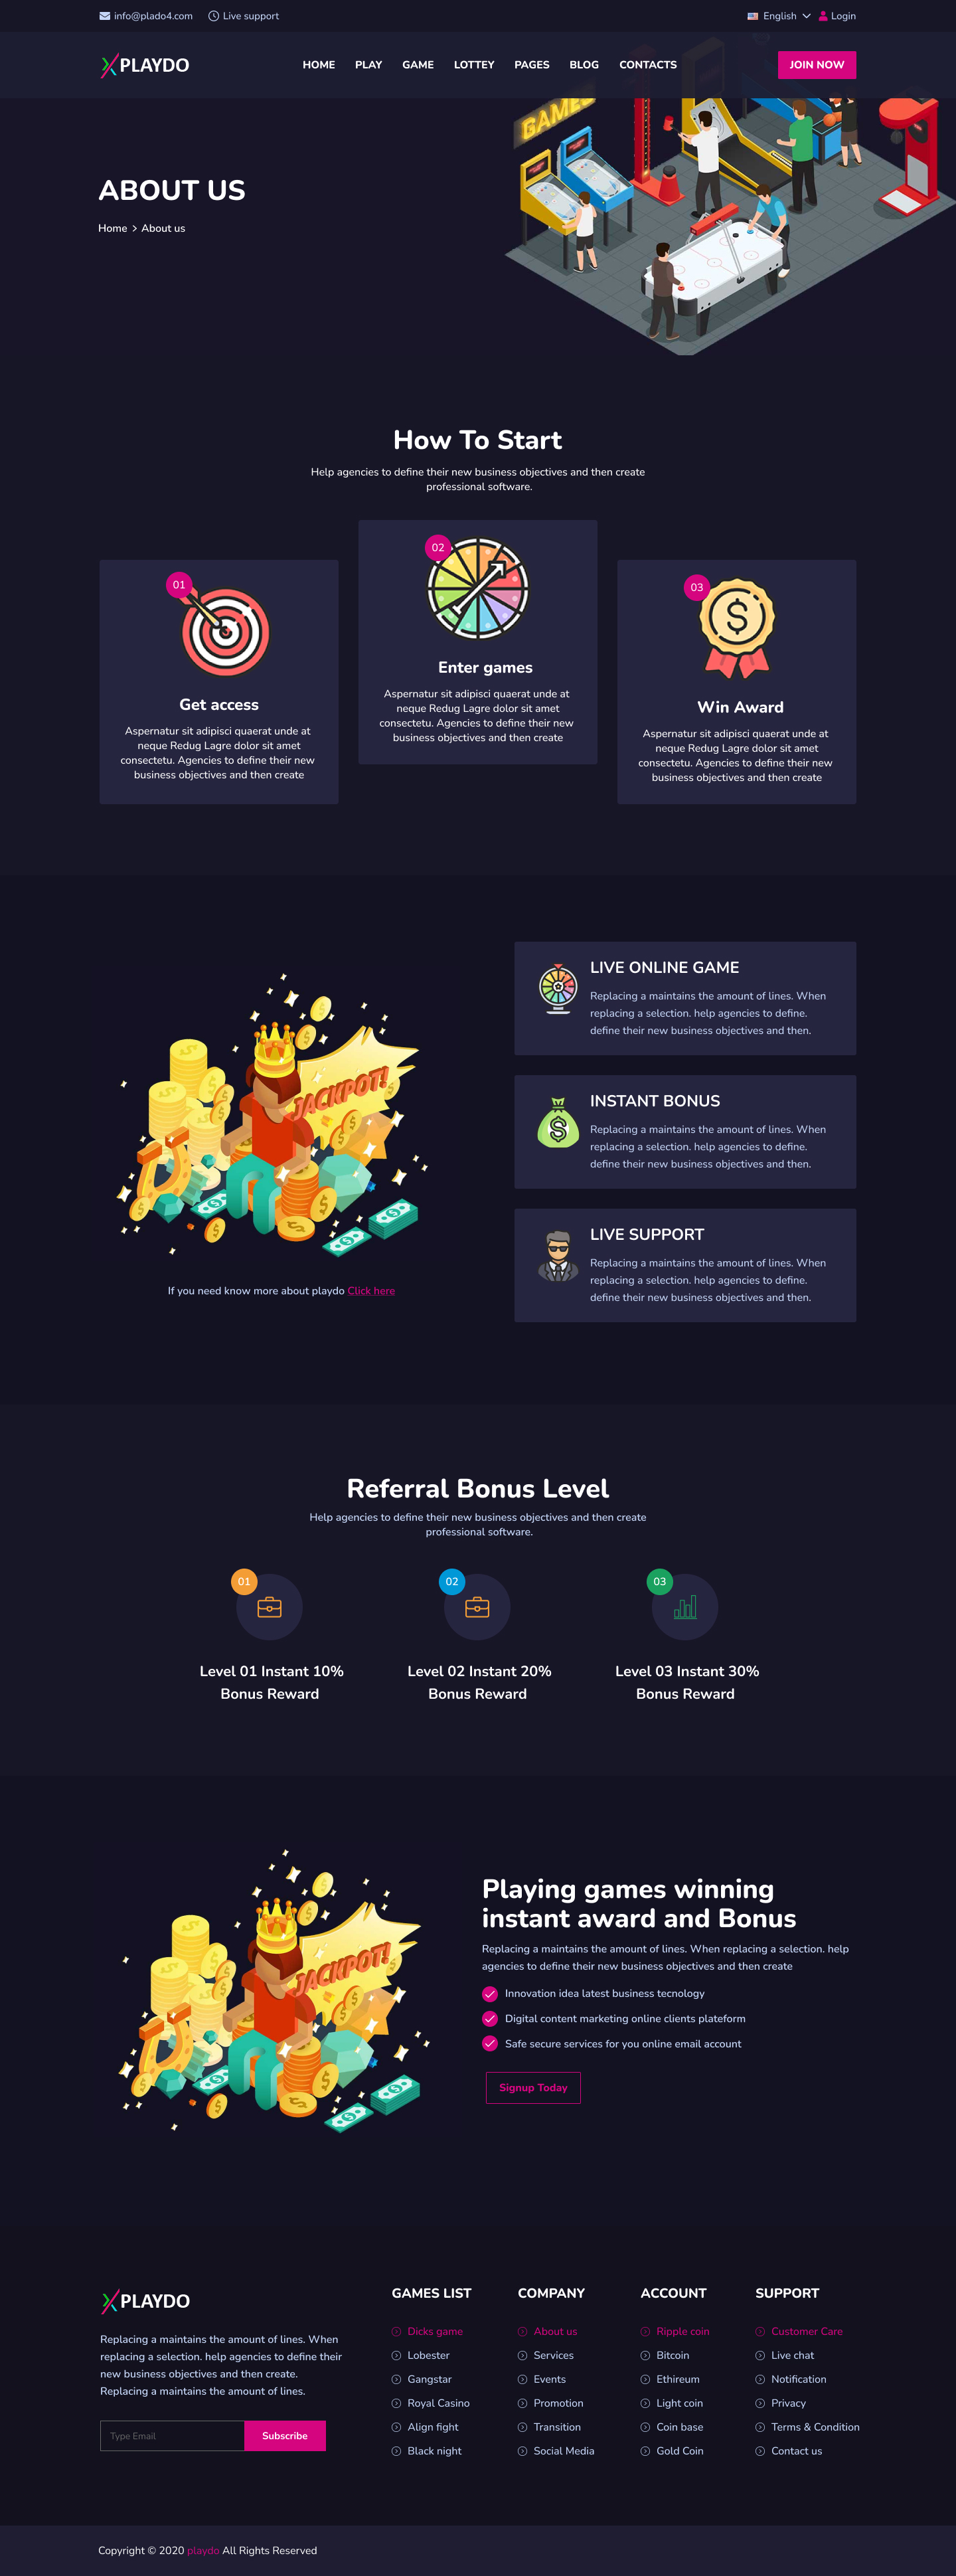 info@plado4.com Live support English Login
PLAYDO HOME PLAY GAME LOTTEY PAGES BLOG CONTACTS JOIN NOW
GAMES
ABOUT US
Home > About us
How To Start
Help agencies to define their new business objectives and then create
professional software.
01
Get access
Aspernatur sit adipisci quaerat unde at
neque Redug Lagre dolor sit amet
consectetu. Agencies to define their new
business objectives and then create
02
Enter games
Aspernatur sit adipisci quaerat unde at
neque Redug Lagre dolor sit amet
consectetu. Agencies to define their new
business objectives and then create
03
Win Award
Aspernatur sit adipisci quaerat unde at
neque Redug Lagre dolor sit amet
consectetu. Agencies to define their new
business objectives and then create
JACKPOT!
If you need know more about playdo Click here
LIVE ONLINE GAME
Replacing a maintains the amount of lines. When
replacing a selection. help agencies to define.
define their new business objectives and then.
INSTANT BONUS
Replacing a maintains the amount of lines. When
replacing a selection. help agencies to define.
define their new business objectives and then.
LIVE SUPPORT
Replacing a maintains the amount of lines. When
replacing a selection. help agencies to define.
define their new business objectives and then.
Referral Bonus Level
Help agencies to define their new business objectives and then create
professional software.
01
Level 01 Instant 10%
Bonus Reward
02
Level 02 Instant 20%
Bonus Reward
03
Level 03 Instant 30%
Bonus Reward
JACKPOT!
Playing games winning
instant award and Bonus
Replacing a maintains the amount of lines. When replacing a selection. help
agencies to define their new business objectives and then create
Innovation idea latest business tecnology
Digital content marketing online clients plateform
Safe secure services for you online email account
Signup Today
PLAYDO
Replacing a maintains the amount of lines. When
replacing a selection. help agencies to define their
new business objectives and then create.
Replacing a maintains the amount of lines.
Type Email Subscribe
GAMES LIST
Dicks game
Lobester
Gangstar
Royal Casino
Align fight
Black night
COMPANY
About us
Services
Events
Promotion
Transition
Social Media
ACCOUNT
Ripple coin
Bitcoin
Ethireum
Light coin
Coin base
Gold Coin
SUPPORT
Customer Care
Live chat
Notification
Privacy
Terms & Condition
Contact us
Copyright © 2020 playdo All Rights Reserved